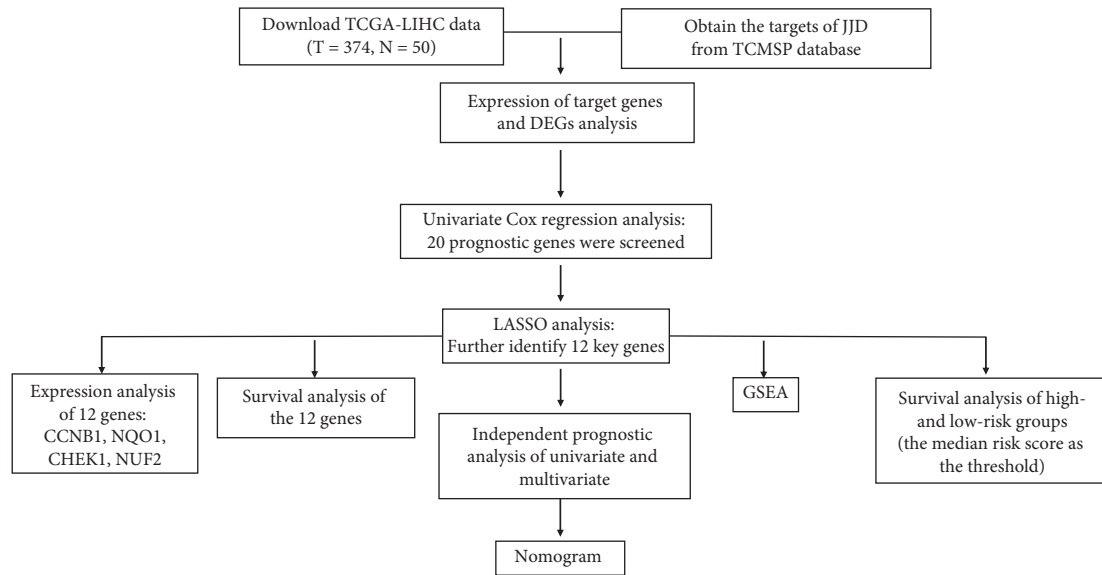 Download TCGA-LIHC data
(T = 374, N = 50)
Obtain the targets of JJD
from TCMSP database
Expression of target genes
and DEGs analysis
Univariate Cox regression analysis:
20 prognostic genes were screened
LASSO analysis:
Further identify 12 key genes
Expression analysis
of 12 genes:
CCNB1, NQO1,
CHEK1, NUF2
Survival analysis of
the 12 genes
Independent prognostic
analysis of univariate and
multivariate
GSEA
Survival analysis of high-
and low-risk groups
(the median risk score as
the threshold)
Nomogram